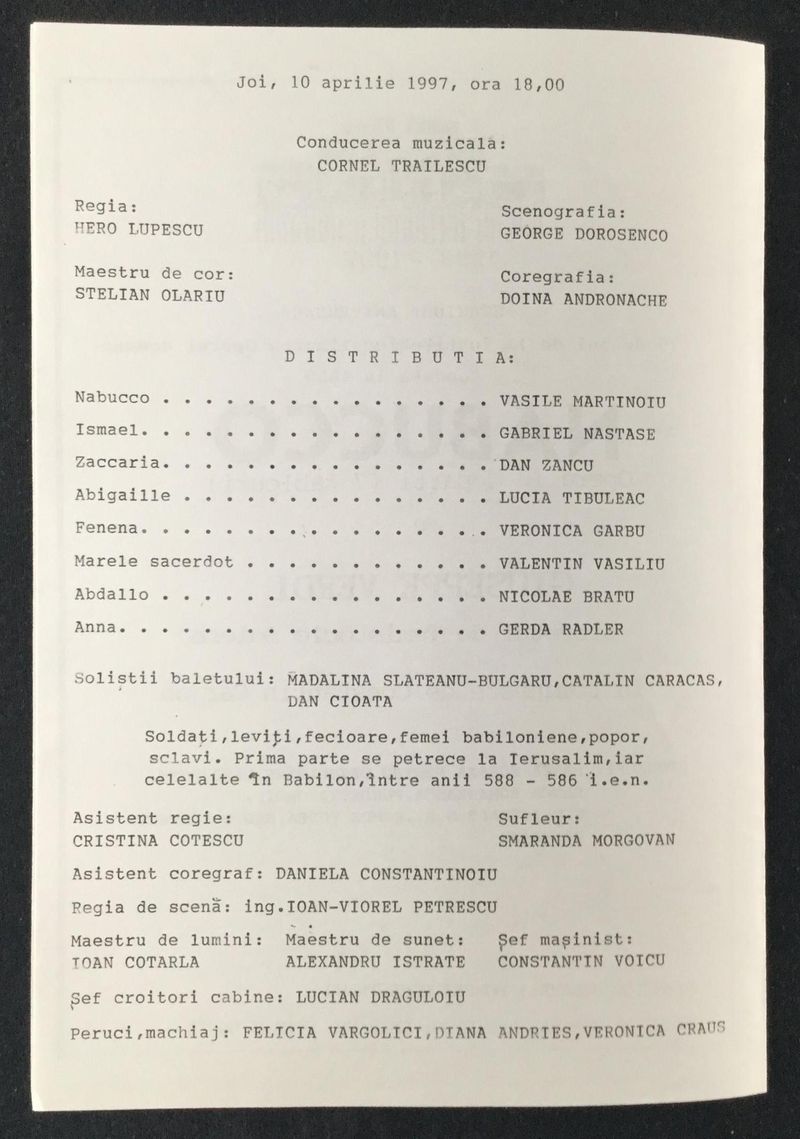 Joi, 10 aprilie 1997, ora 18,00
Conducerea muzicala:
CORNEL TRAILESCU
Regia:
HERO LUPESCU
Scenografia:
GEORGE DOROSENCO
Maestru de cor:
STELIAN OLARIU
Coregrafia:
DOINA ANDRONACHE
D I S T R I B U T I A:
Nabucco . . . . . . . . . . . . . . . . VASILE MARTINOIU
Ismael. . . . . . . . . . . . . . . . . GABRIEL NASTASE
Zaccaria. . . . . . . . . . . . . . . . DAN ZANCU
Abigaille . . . . . . . . . . . . . . . LUCIA TIBULEAC
Fenena. . . . . . . . . . . . . . . . . VERONICA GARBU
Marele sacerdot . . . . . . . . . . . . VALENTIN VASILIU
Abdallo . . . . . . . . . . . . . . . . NICOLAE BRATU
Anna. . . . . . . . . . . . . . . . . . GERDA RADLER
Soliştii baletului: MADALINA SLATEANU-BULGARU,CATALIN CARACAS,
DAN CIOATA
Soldaţi,leviţi,fecioare,femei babiloniene,popor,
sclavi. Prima parte se petrece la Ierusalim,iar
celelalte în Babilon,între anii 588 - 586 i.e.n.
Asistent regie:
CRISTINA COTESCU
Sufleur:
SMARANDA MORGOVAN
Asistent coregraf: DANIELA CONSTANTINOIU
Regia de scenă: ing.IOAN-VIOREL PETRESCU
Maestru de lumini:
IOAN COTARLA
Maestru de sunet:
ALEXANDRU ISTRATE
Şef maşinist:
CONSTANTIN VOICU
Şef croitori cabine: LUCIAN DRAGULOIU
Peruci,machiaj: FELICIA VARGOLICI,DIANA ANDRIES,VERONICA CRAUS